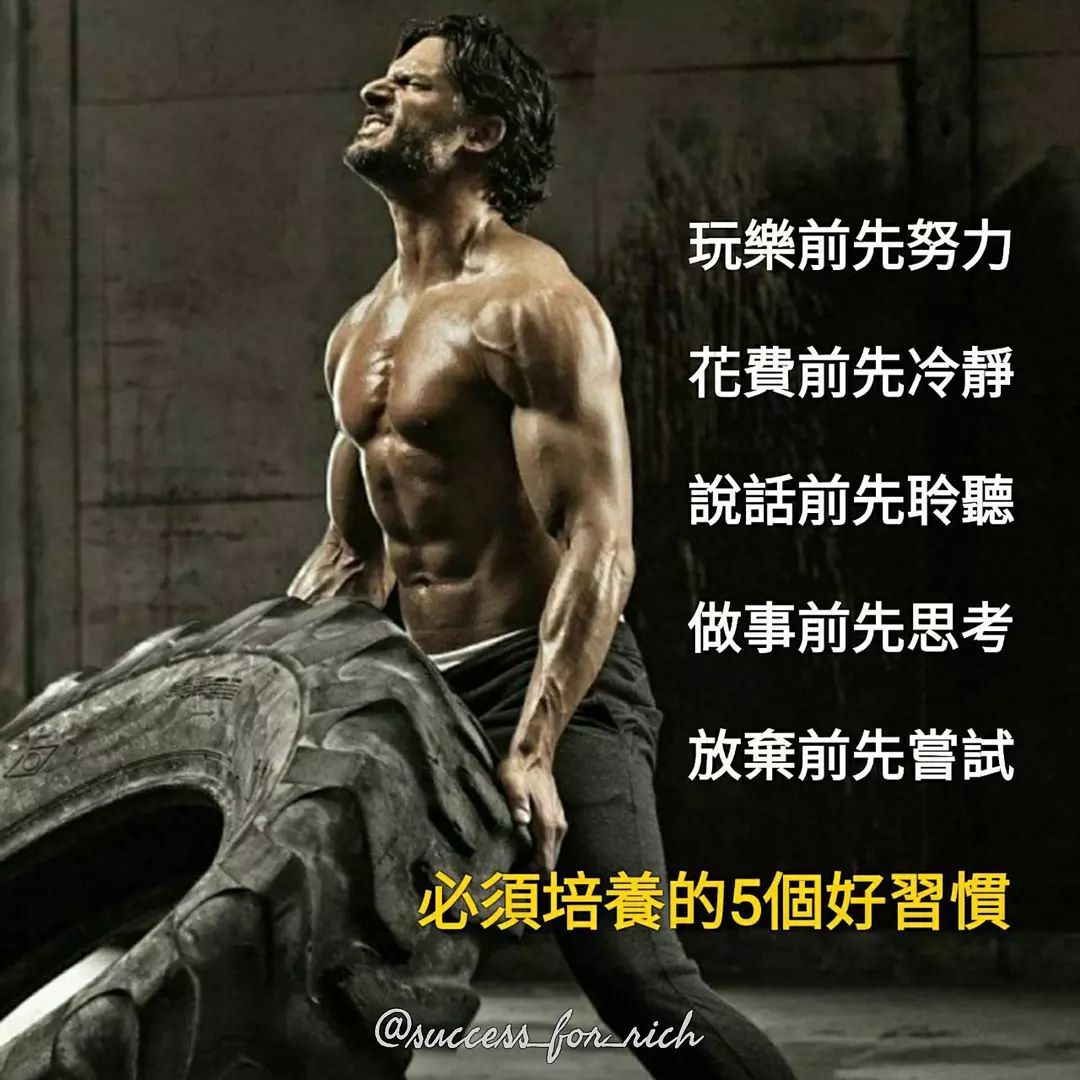 玩樂前先努力
花費前先冷靜
說話前先聆聽
做事前先思考
放棄前先嘗試
必須培養的5個好習慣
@success_for_rich